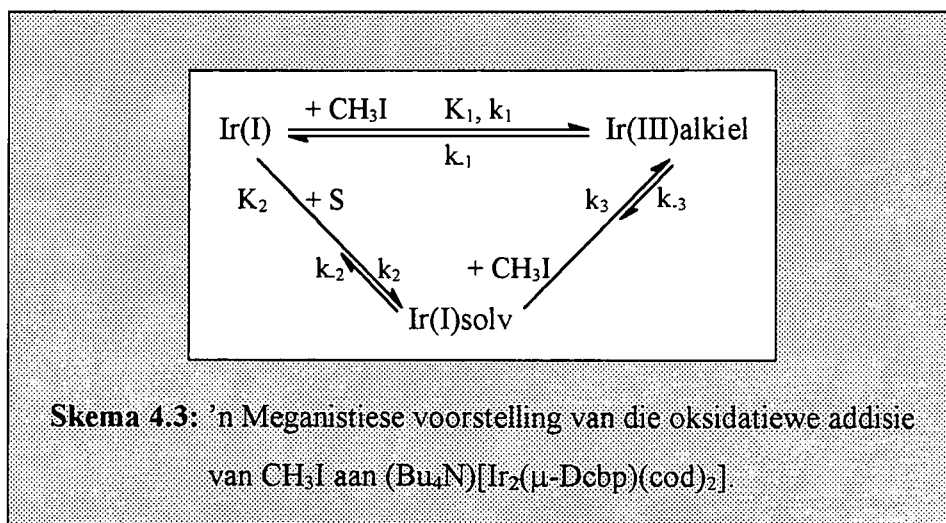 + CH₃I K₁, k₁
Ir(I) Ir(III)alkiel
k₋₁
K₂ + S k₃ k₋₃
k₋₂ k₂ + CH₃I
Ir(I)solv
Skema 4.3: 'n Meganistiese voorstelling van die oksidatiewe addisie
van CH₃I aan (Bu₄N)[Ir₂(μ-Dcbp)(cod)₂].